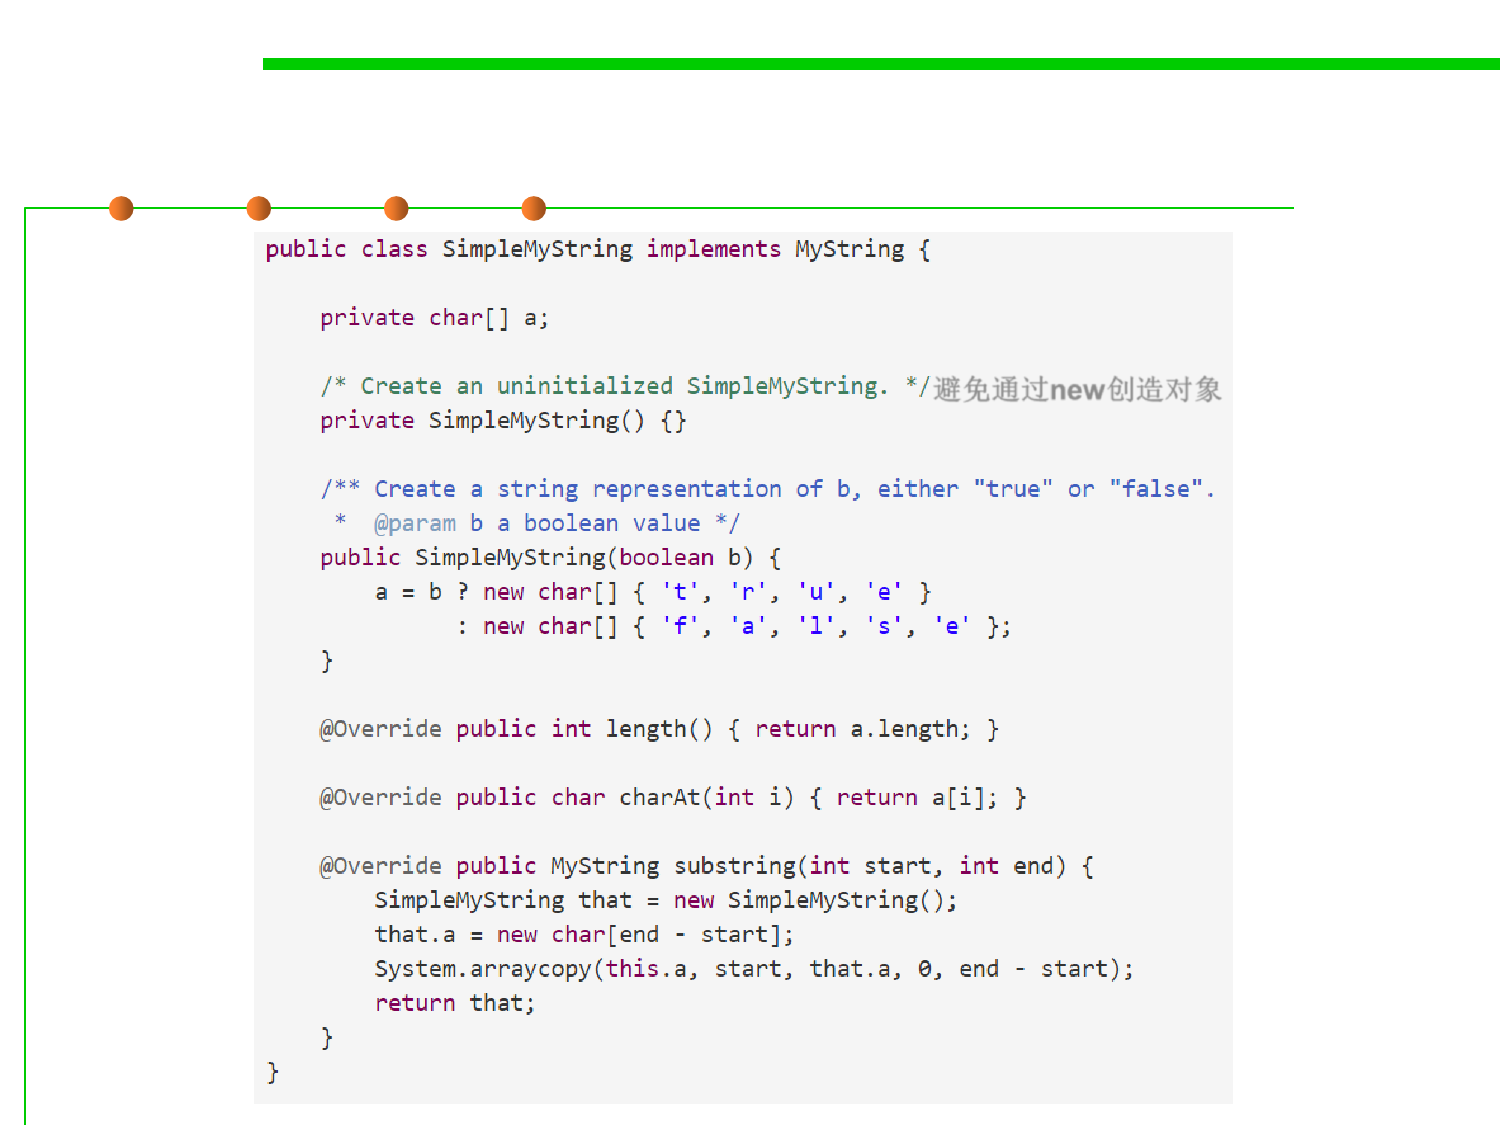 public class SimpleMyString implements MyString {
private char[] a;
/* Create an uninitialized SimpleMyString. */避免通过new创造对象
private SimpleMyString() {}
/** Create a string representation of b, either "true" or "false".
* @param b a boolean value */
public SimpleMyString(boolean b) {
a = b ? new char[] { 't', 'r', 'u', 'e' }
: new char[] { 'f', 'a', 'l', 's', 'e' };
}
@Override public int length() { return a.length; }
@Override public char charAt(int i) { return a[i]; }
@Override public MyString substring(int start, int end) {
SimpleMyString that = new SimpleMyString();
that.a = new char[end - start];
System.arraycopy(this.a, start, that.a, 0, end - start);
return that;
}
}